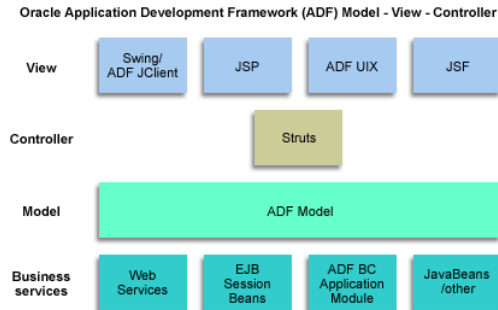 Oracle Application Development Framework (ADF) Model - View - Controller
View
Swing/
ADF JClient
JSP
ADF UIX
JSF
Controller
Struts
Model
ADF Model
Business
services
Web
Services
EJB
Session
Beans
ADF BC
Application
Module
JavaBeans
/other